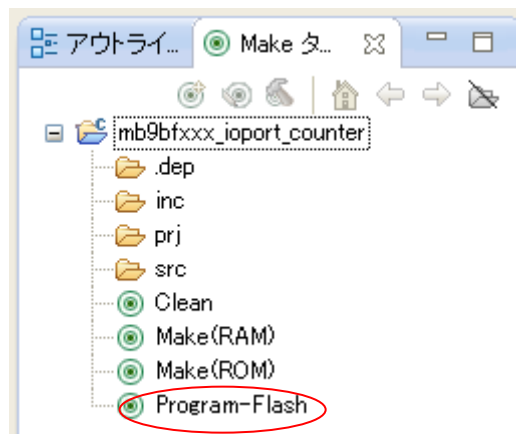 アウトライ... Make タ...
mb9bfxxx_ioport_counter
.dep
inc
prj
src
Clean
Make(RAM)
Make(ROM)
Program-Flash